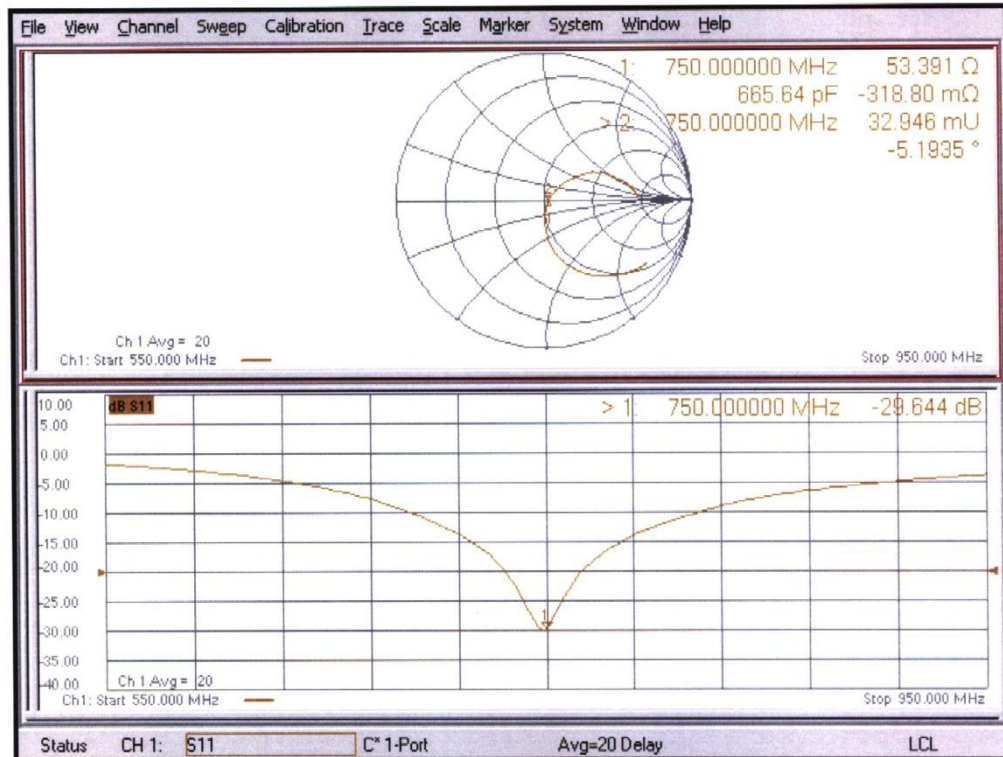 File View Channel Sweep Calibration Trace Scale Marker System Window Help
1: 750.000000 MHz 53.391 Ω
665.64 pF -318.80 mΩ
> 2: 750.000000 MHz 32.946 mU
-5.1935 °
Ch 1 Avg = 20
Ch1: Start 550.000 MHz Stop 950.000 MHz
dB S11
> 1: 750.000000 MHz -29.644 dB
10.00
5.00
0.00
-5.00
-10.00
-15.00
-20.00
-25.00
-30.00
-35.00
-40.00
1
Ch 1 Avg = 20
Ch1: Start 550.000 MHz Stop 950.000 MHz
Status CH 1: S11 C* 1-Port Avg=20 Delay LCL